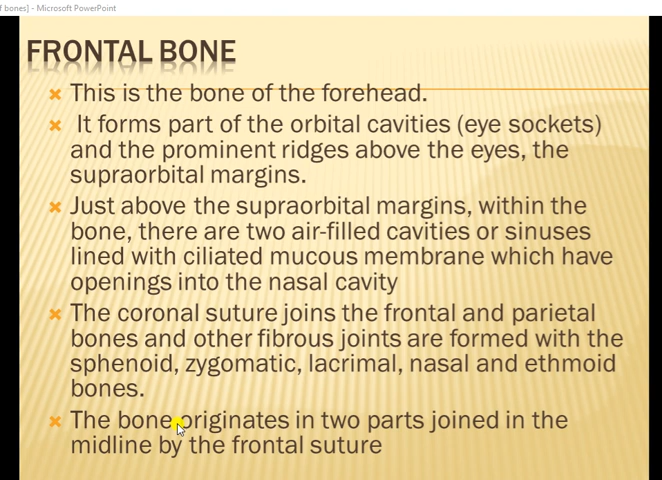 f bones] - Microsoft PowerPoint
FRONTAL BONE
This is the bone of the forehead.
It forms part of the orbital cavities (eye sockets)
and the prominent ridges above the eyes, the
supraorbital margins.
Just above the supraorbital margins, within the
bone, there are two air-filled cavities or sinuses
lined with ciliated mucous membrane which have
openings into the nasal cavity
The coronal suture joins the frontal and parietal
bones and other fibrous joints are formed with the
sphenoid, zygomatic, lacrimal, nasal and ethmoid
bones.
The bone originates in two parts joined in the
midline by the frontal suture